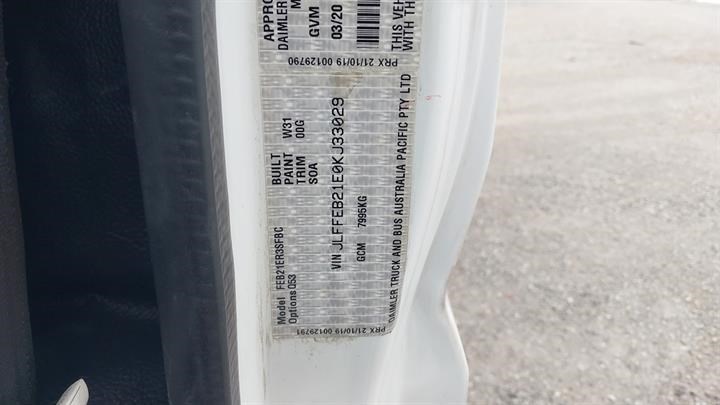 Model FEB21ER3SFBC
Options O53
BUILT
PAINT W31
TRIM 00G
SOA
VIN JLFFEB21E0KJ33029
GCM 7995KG
DAIMLER TRUCK AND BUS AUSTRALIA PACIFIC PTY LTD
PRX 21/10/19 00129791
PRX 21/10/19 00129790
APPRO
DAIMLER
M
GVM
03/20
THIS VEH
WITH THE